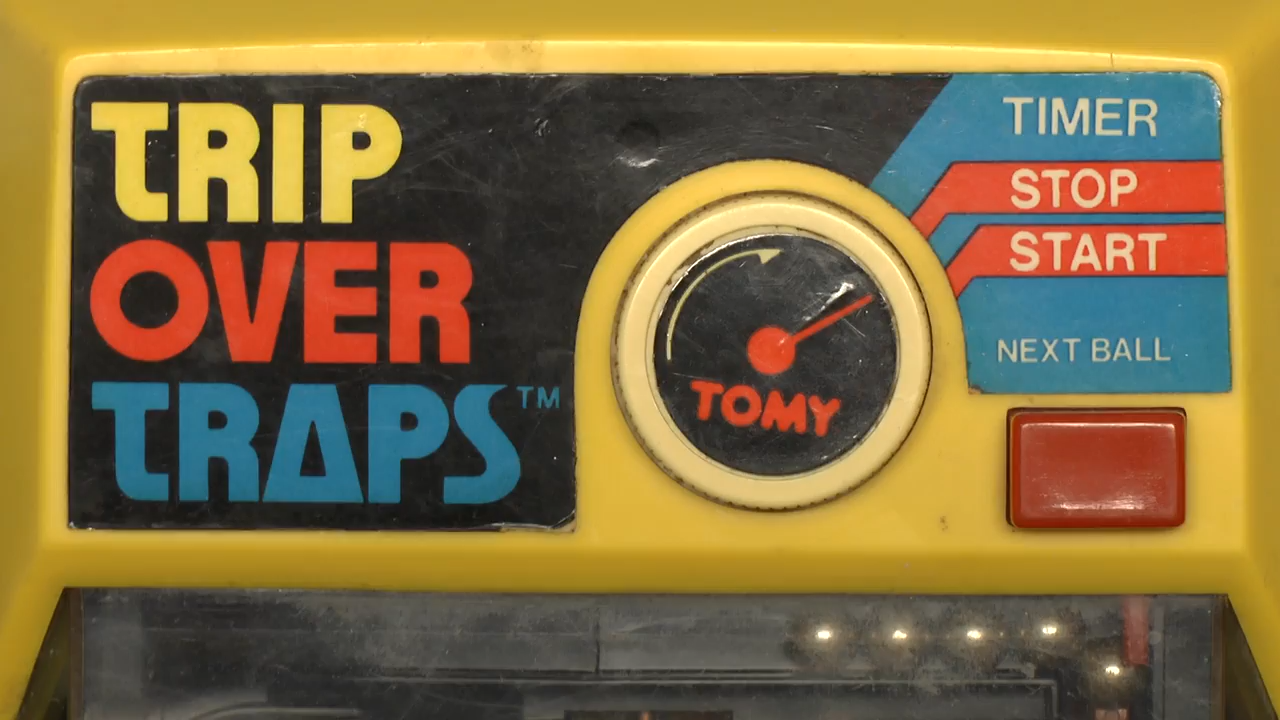 TRIP
OVER
TRAPS™
TOMY
TIMER
STOP
START
NEXT BALL